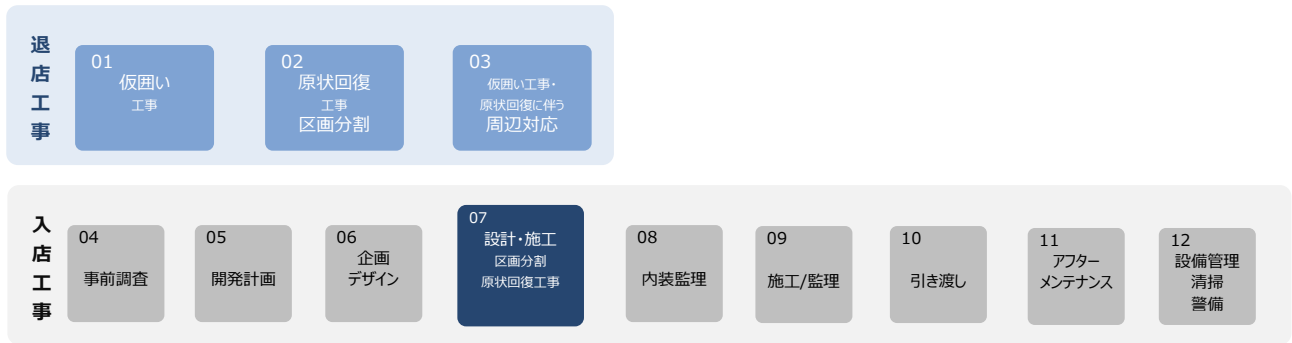 退店工事
01
仮囲い
工事
02
原状回復
工事
区画分割
03
仮囲い工事・
原状回復に伴う
周辺対応
入店工事
04
事前調査
05
開発計画
06
企画
デザイン
07
設計・施工
区画分割
原状回復工事
08
内装監理
09
施工/監理
10
引き渡し
11
アフター
メンテナンス
12
設備管理
清掃
警備